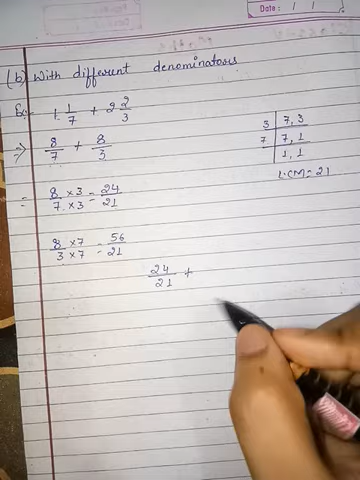 Date: / /
(b) With different denominators
Ex:- 1 1/7 + 2 2/3
⇒ 8/7 + 8/3
3 | 7, 3
7 | 7, 1
1, 1
L.C.M = 21
= 8/7 ×3/×3 = 24/21
8/3 ×7/×7 = 56/21
24/21 +